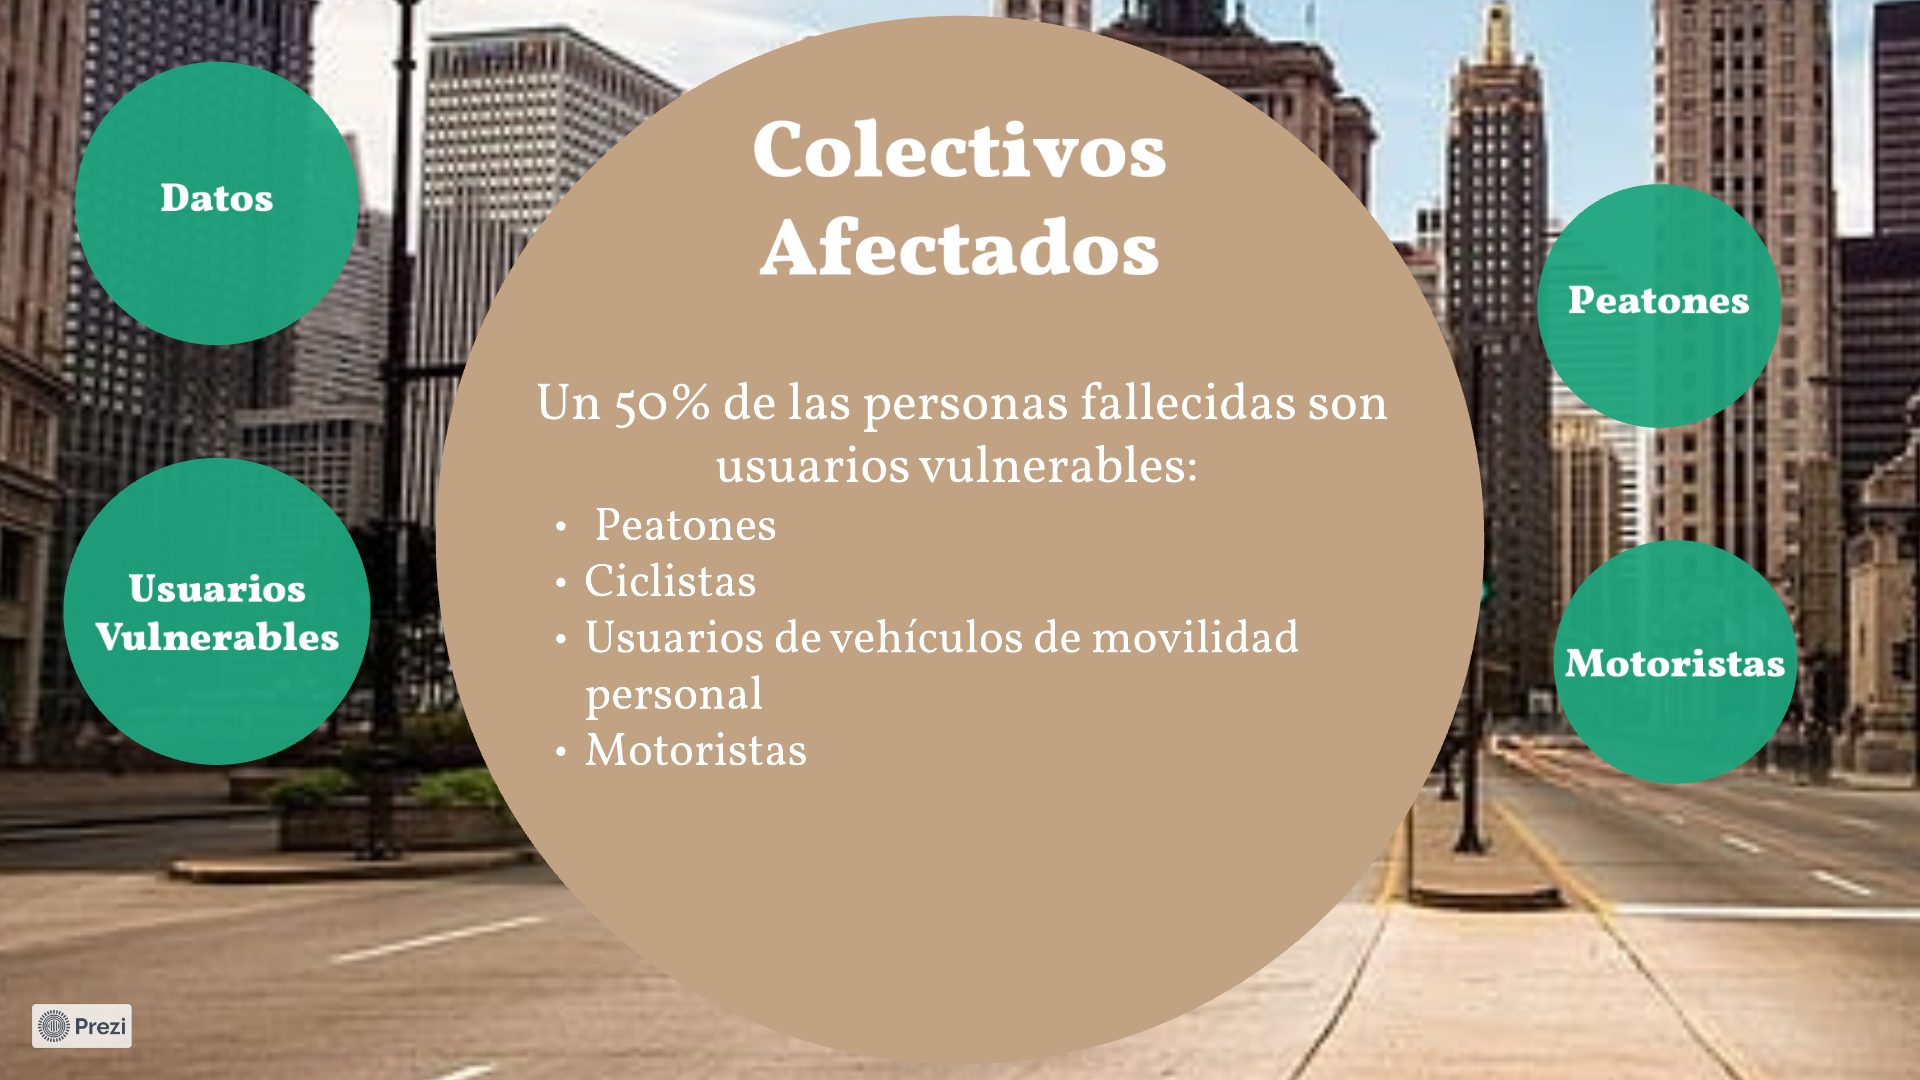 Colectivos
Afectados
Un 50% de las personas fallecidas son
usuarios vulnerables:
• Peatones
• Ciclistas
• Usuarios de vehículos de movilidad
personal
• Motoristas
Datos
Usuarios
Vulnerables
Peatones
Motoristas
Prezi